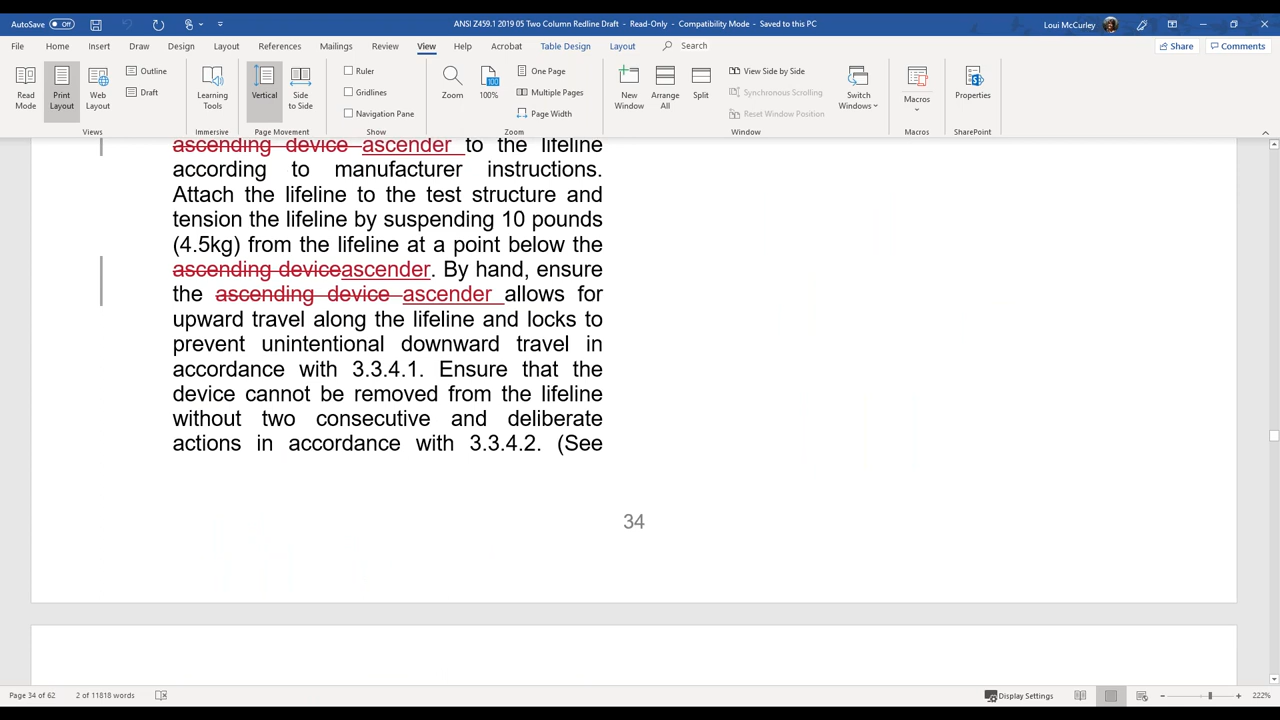 AutoSave Off
ANSI Z459.1 2019 05 Two Column Redline Draft - Read-Only - Compatibility Mode - Saved to this PC
Loui McCurley
File Home Insert Draw Design Layout References Mailings Review View Help Acrobat Table Design Layout Search
Share Comments
Read Mode
Print Layout
Web Layout
Outline
Draft
Views
Learning Tools
Immersive
Vertical
Side to Side
Page Movement
Ruler
Gridlines
Navigation Pane
Show
Zoom
100
100%
One Page
Multiple Pages
Page Width
Zoom
New Window
Arrange All
Split
View Side by Side
Synchronous Scrolling
Reset Window Position
Window
Switch Windows
Macros
Macros
Properties
SharePoint
ascending device ascender to the lifeline
according to manufacturer instructions.
Attach the lifeline to the test structure and
tension the lifeline by suspending 10 pounds
(4.5kg) from the lifeline at a point below the
ascending deviceascender. By hand, ensure
the ascending device ascender allows for
upward travel along the lifeline and locks to
prevent unintentional downward travel in
accordance with 3.3.4.1. Ensure that the
device cannot be removed from the lifeline
without two consecutive and deliberate
actions in accordance with 3.3.4.2. (See
34
Page 34 of 62 2 of 11818 words
Display Settings
222%